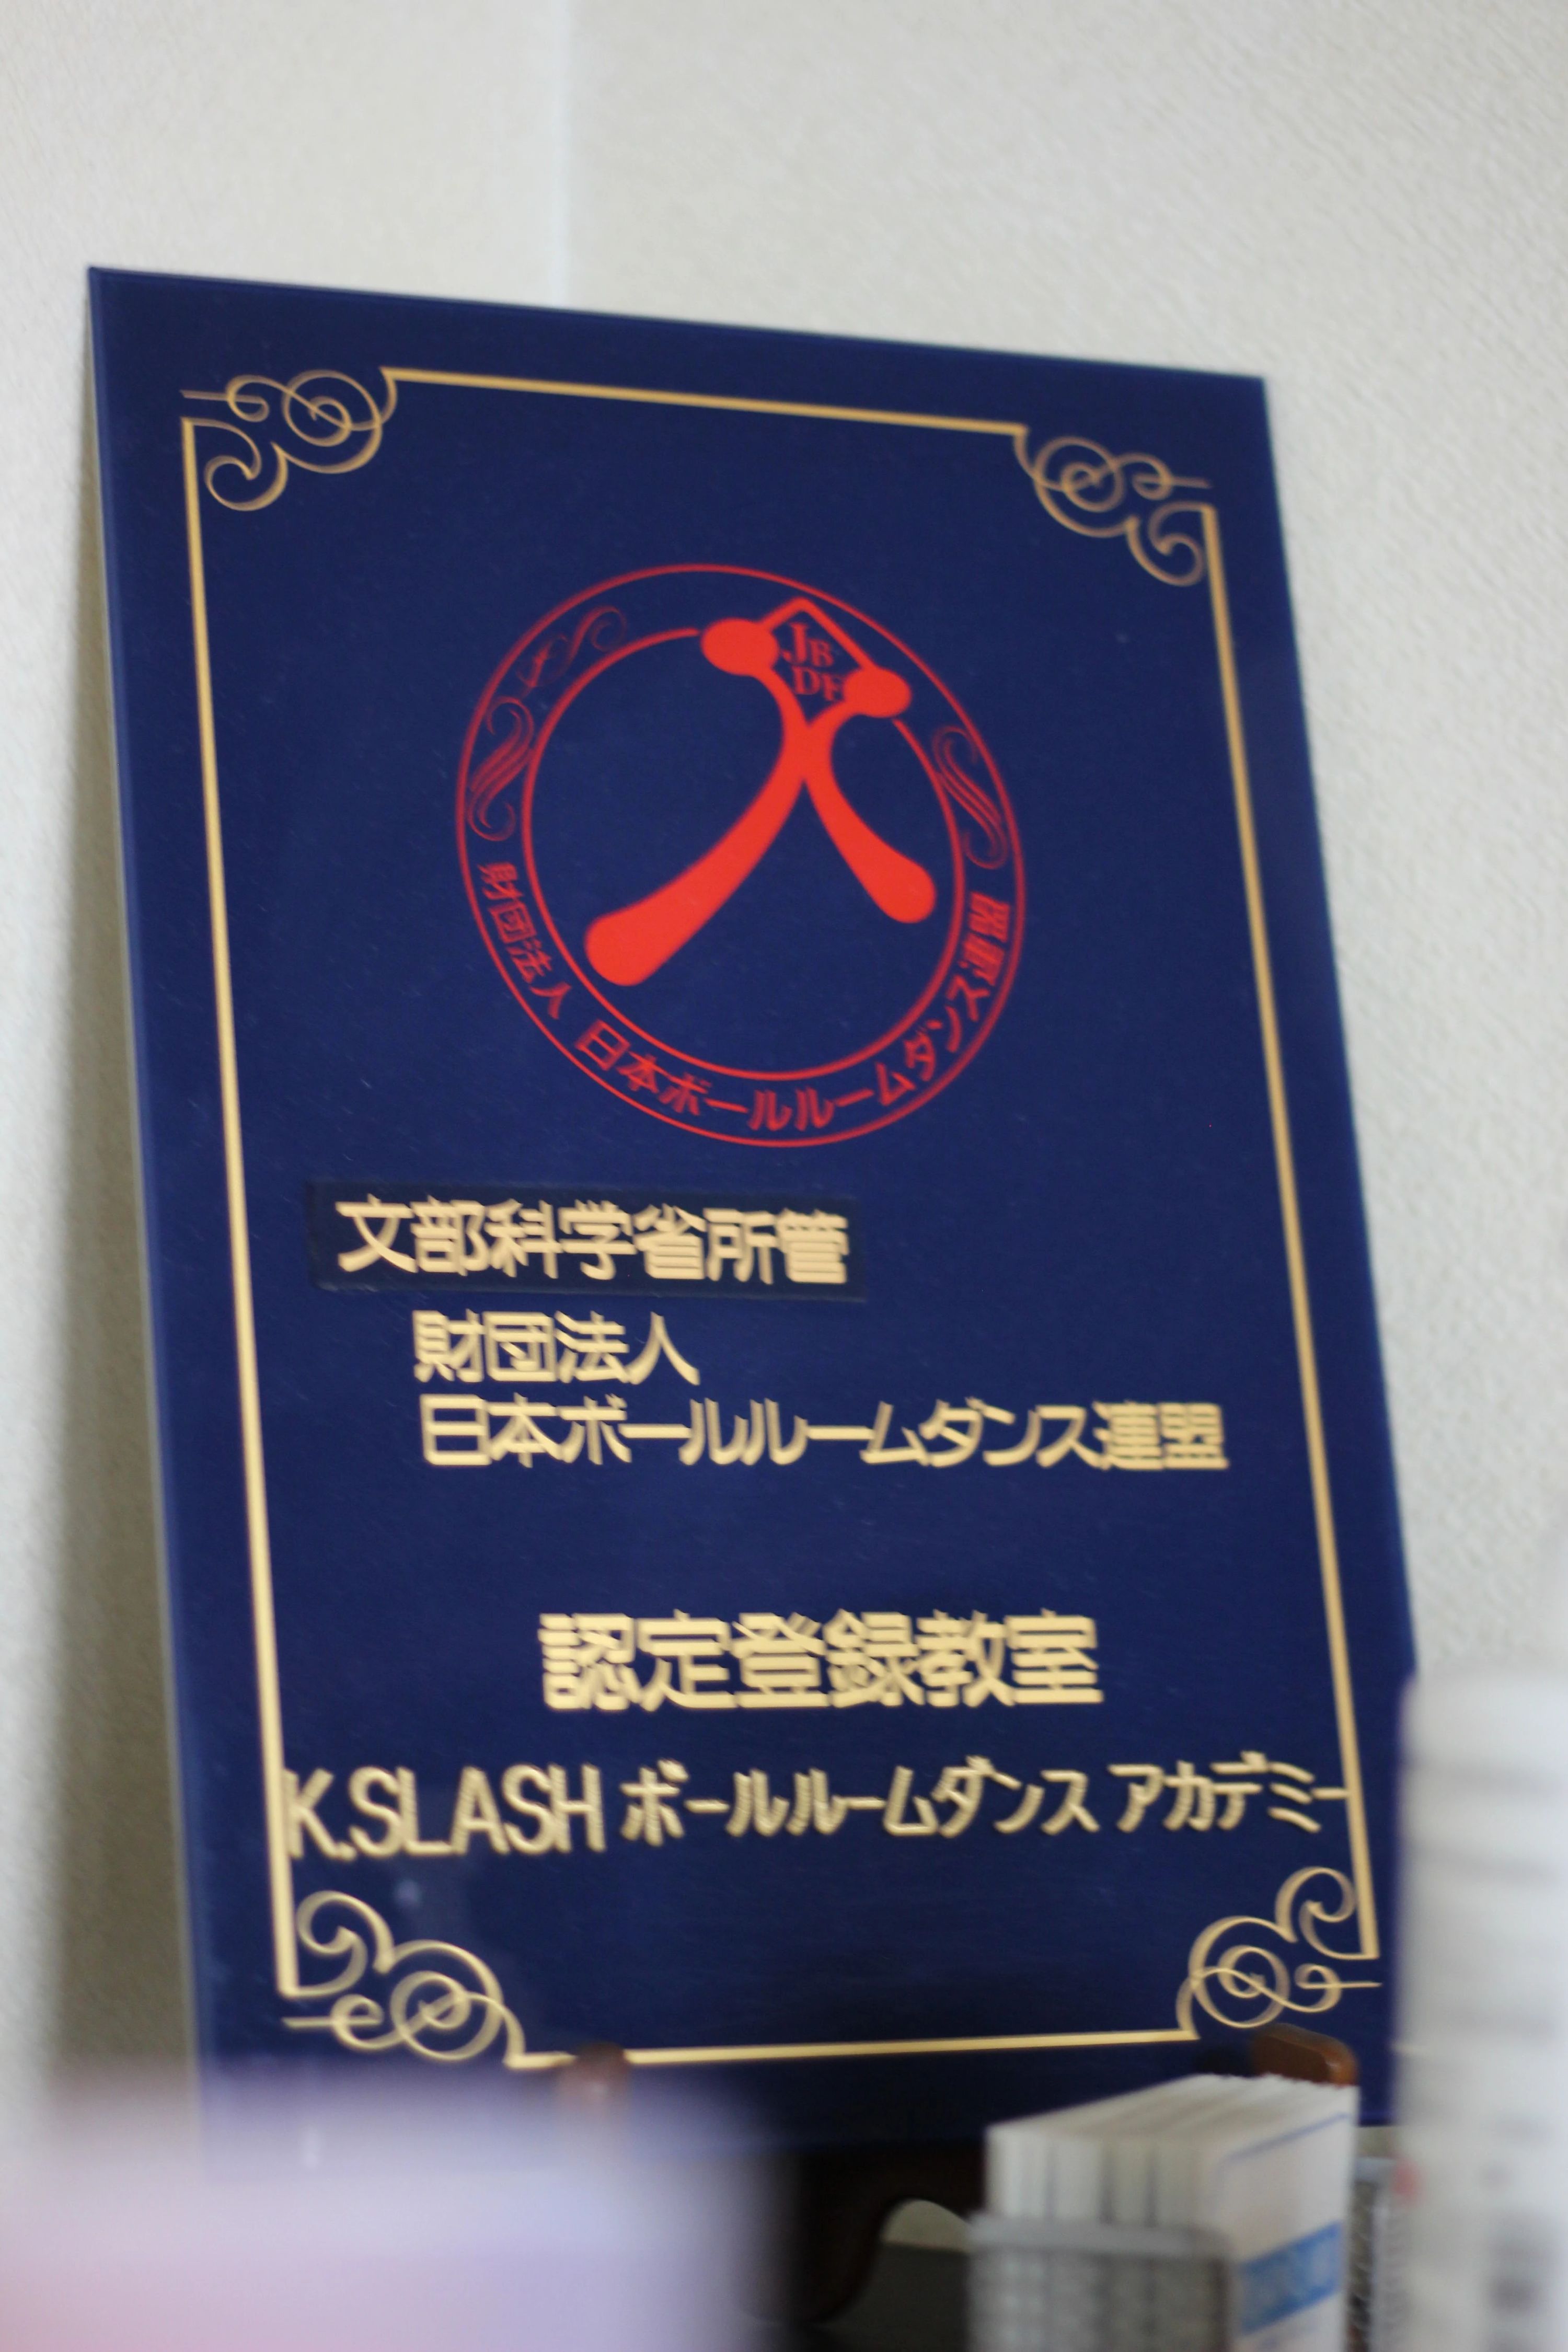 JB
DF
財団法人 日本ボールルームダンス連盟
文部科学省所管
財団法人
日本ボールルームダンス連盟
認定登録教室
K.SLASH ボールルームダンス アカデミー